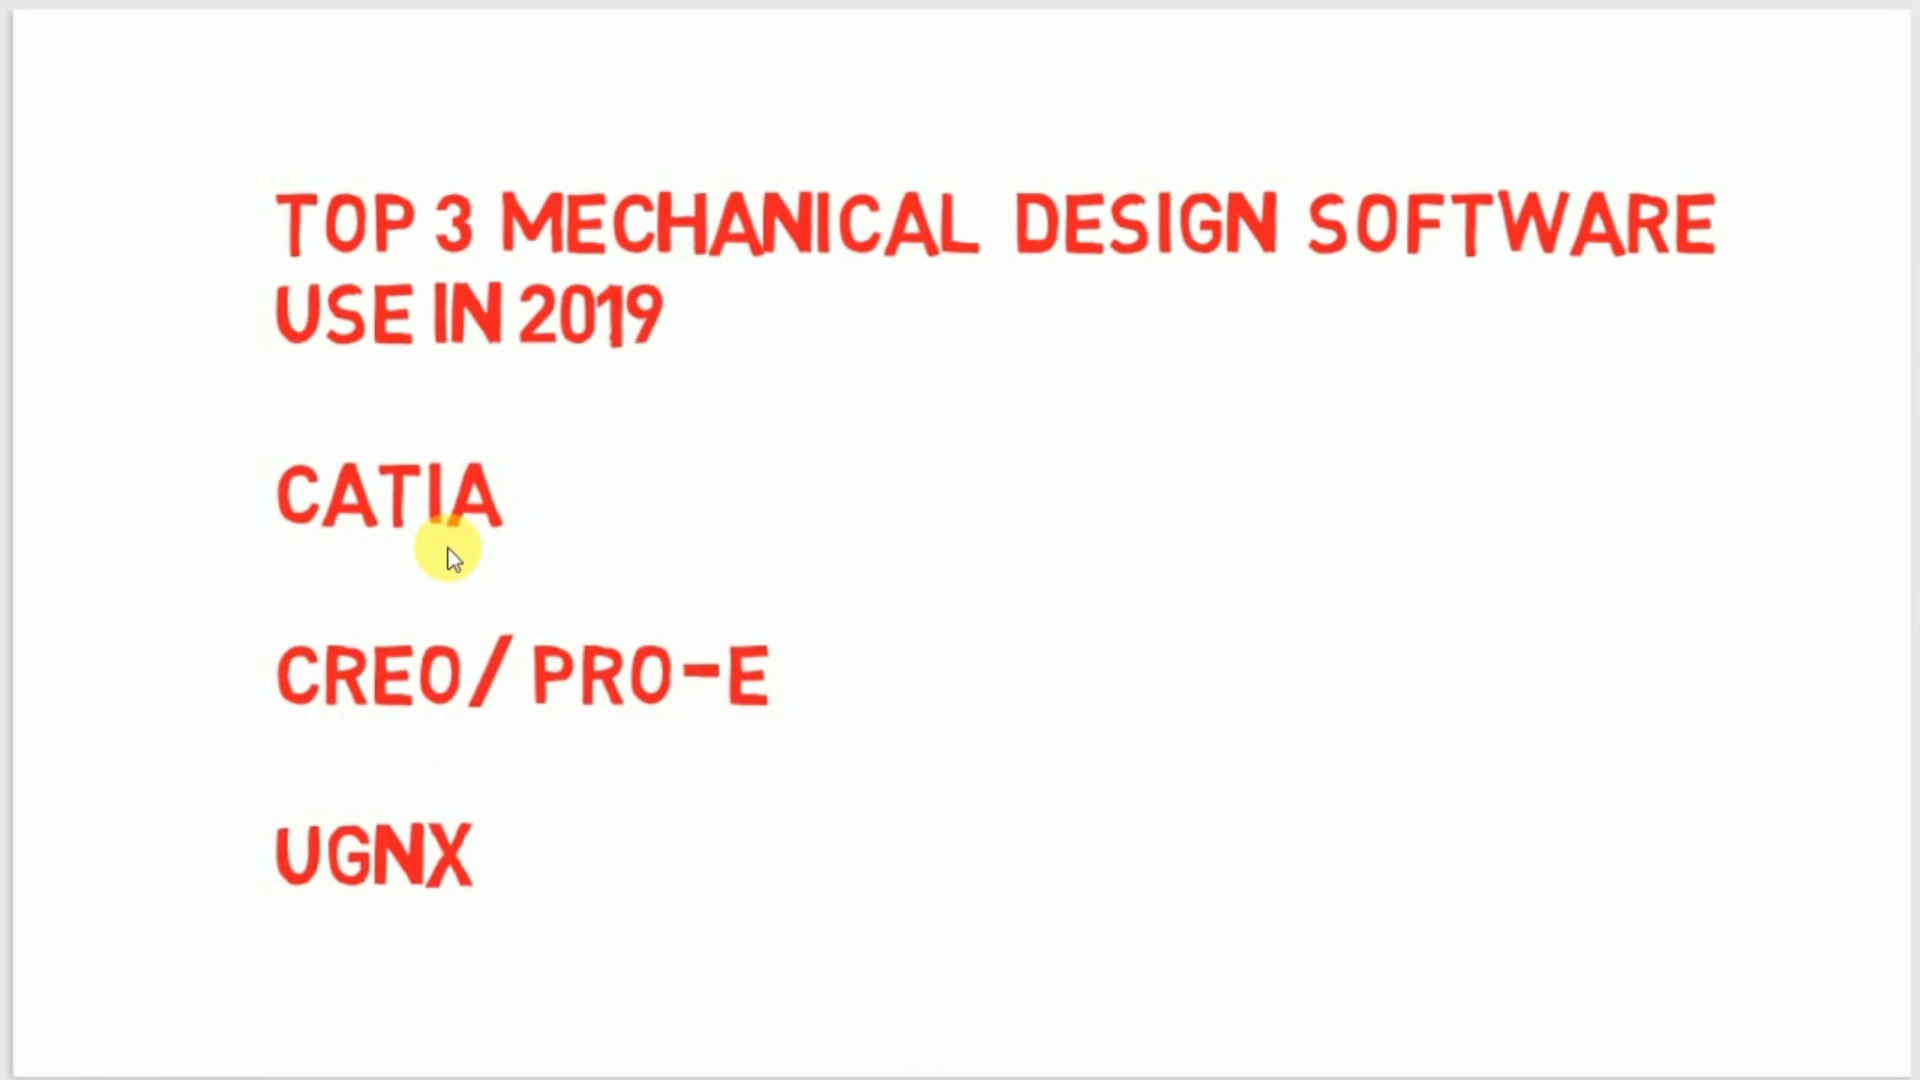 TOP 3 MECHANICAL DESIGN SOFTWARE
USE IN 2019
CATIA
CREO/ PRO-E
UGNX